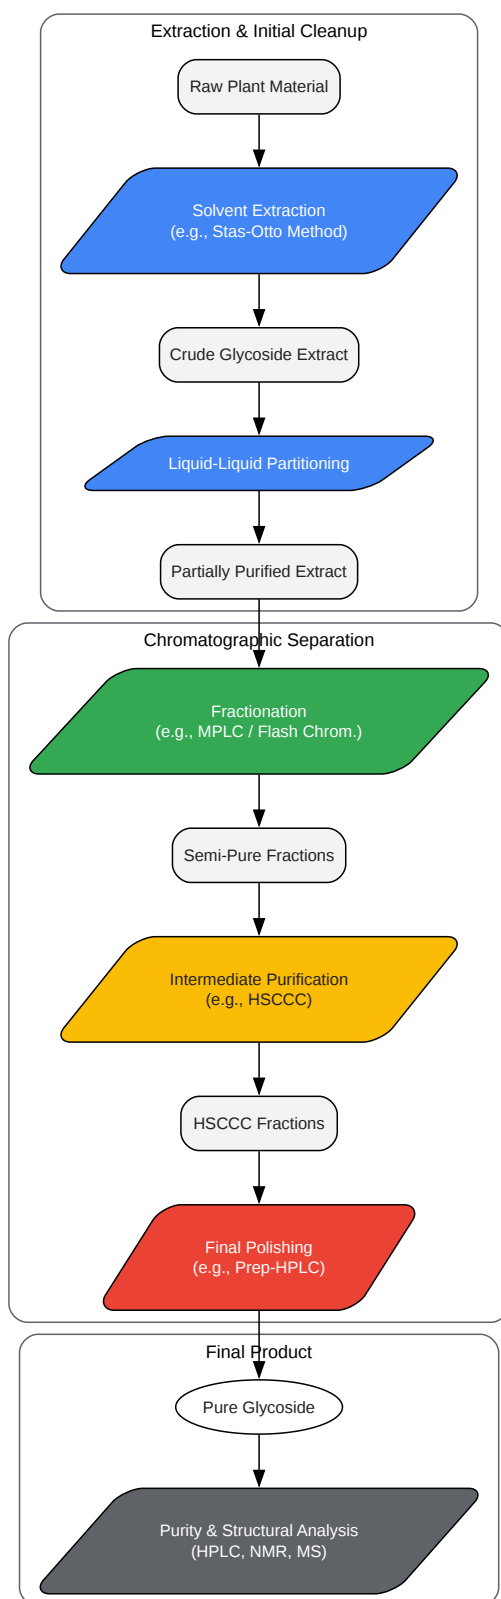 Extraction & Initial Cleanup
Raw Plant Material
Solvent Extraction
(e.g., Stas-Otto Method)
Crude Glycoside Extract
Liquid-Liquid Partitioning
Partially Purified Extract
Chromatographic Separation
Fractionation
(e.g., MPLC / Flash Chrom.)
Semi-Pure Fractions
Intermediate Purification
(e.g., HSCCC)
HSCCC Fractions
Final Polishing
(e.g., Prep-HPLC)
Final Product
Pure Glycoside
Purity & Structural Analysis
(HPLC, NMR, MS)